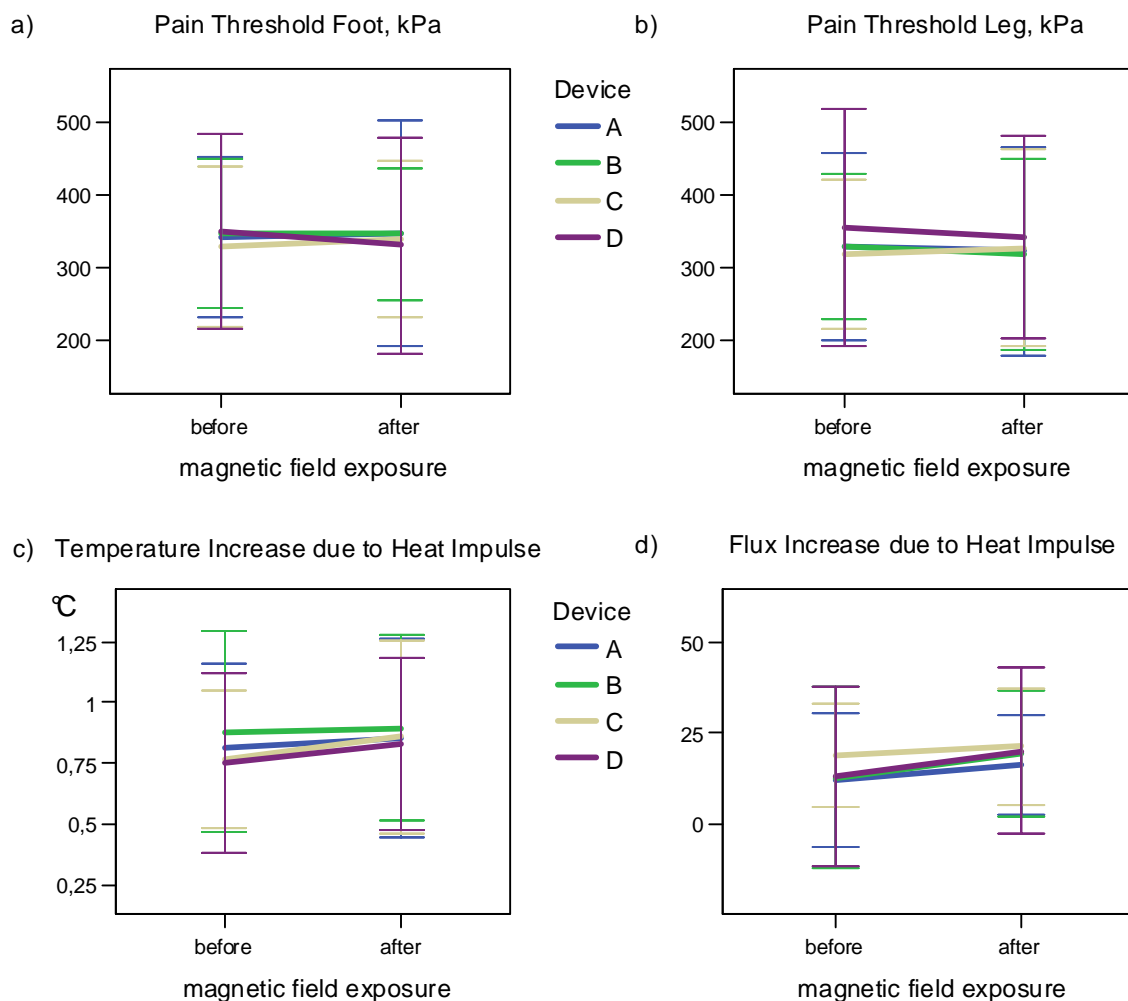 a) Pain Threshold Foot, kPa
500
400
300
200
before after
magnetic field exposure
Device
A
B
C
D
b) Pain Threshold Leg, kPa
500
400
300
200
before after
magnetic field exposure
c) Temperature Increase due to Heat Impulse
°C
1,25
1
0,75
0,5
0,25
before after
magnetic field exposure
Device
A
B
C
D
d) Flux Increase due to Heat Impulse
50
25
0
before after
magnetic field exposure